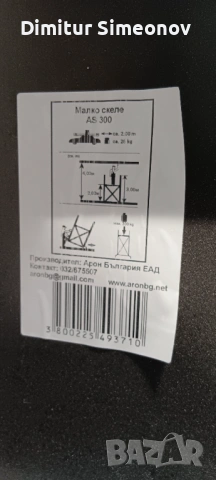 Dimitur Simeonov
Малко скеле
AS 300
Производител: Арон България ЕАД
Контакт: 032/675507
aronbg@gmail.com www.aronbg.net
3800225493710
BAZAR